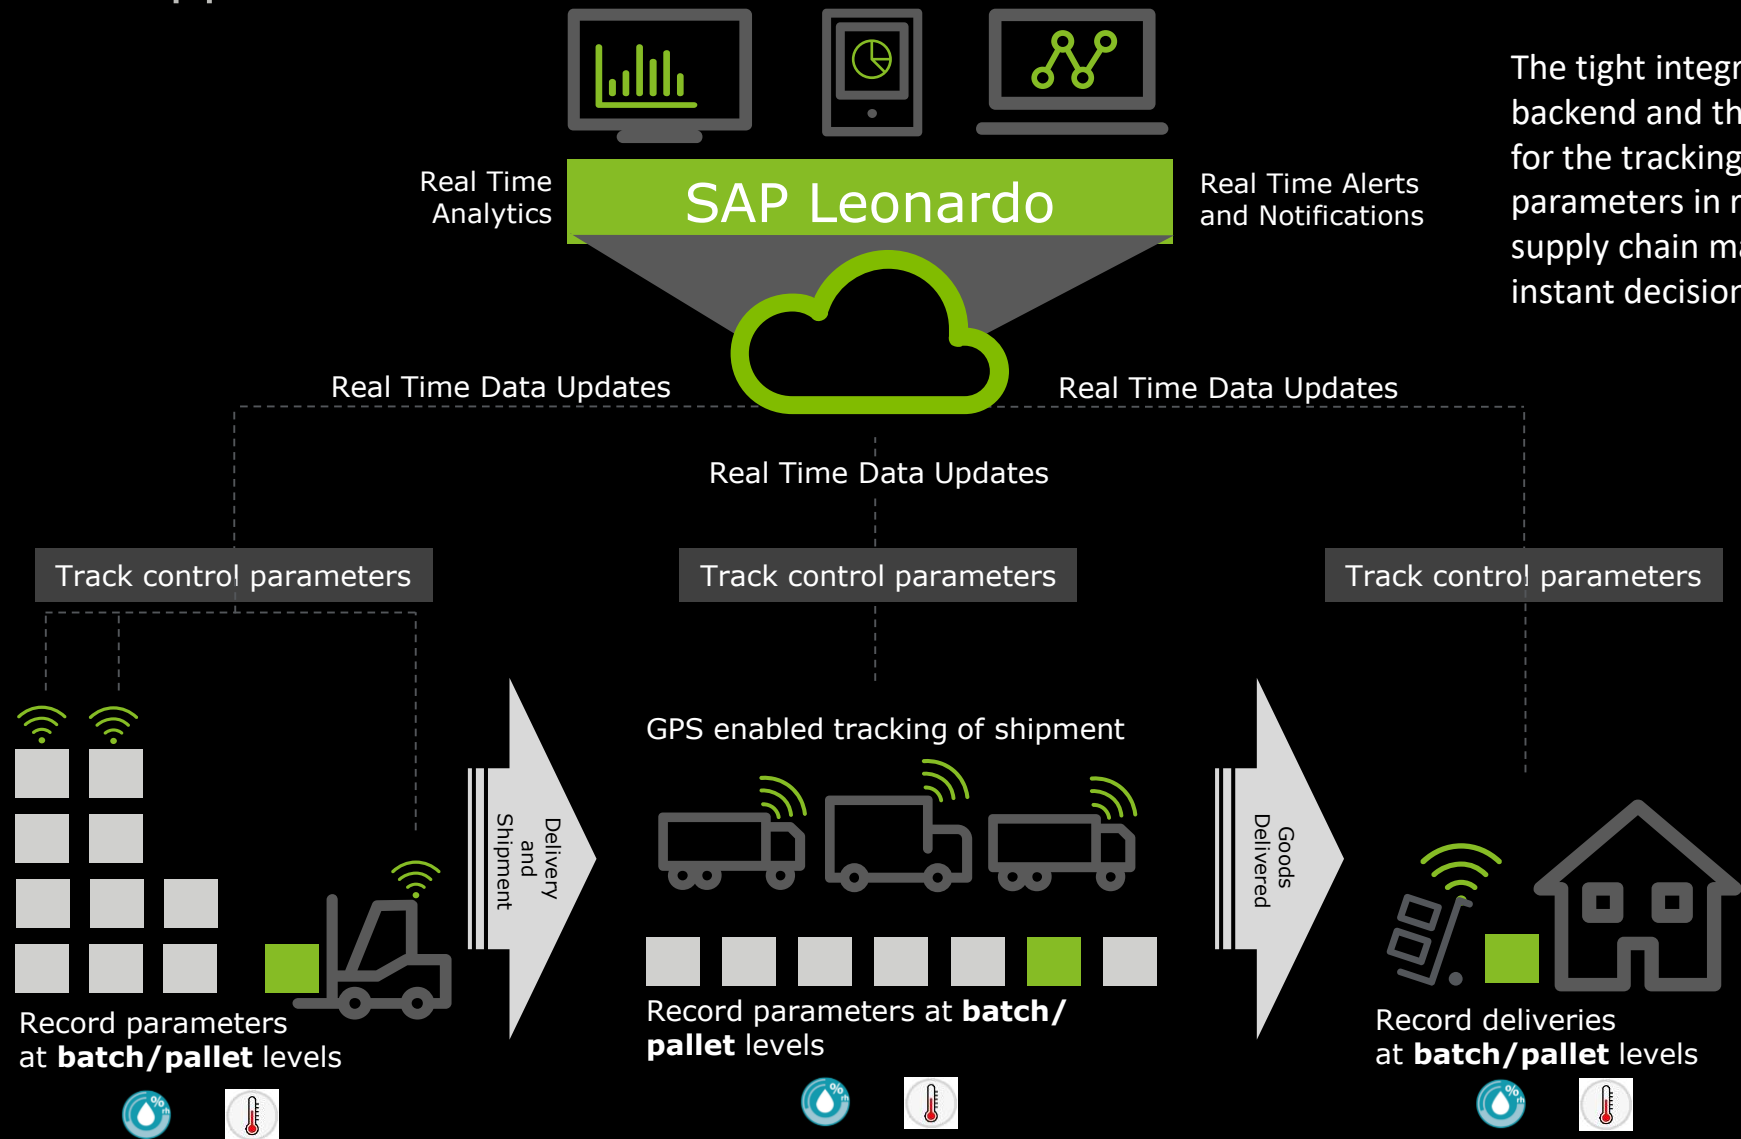 The tight integr
backend and th
for the tracking
parameters in r
supply chain ma
instant decision
Real Time
Analytics
SAP Leonardo
Real Time Alerts
and Notifications
Real Time Data Updates
Real Time Data Updates
Real Time Data Updates
Track control parameters
Track control parameters
Track control parameters
Delivery
and
Shipment
GPS enabled tracking of shipment
Goods
Delivered
Record parameters
at batch/pallet levels
Record parameters at batch/
pallet levels
Record deliveries
at batch/pallet levels